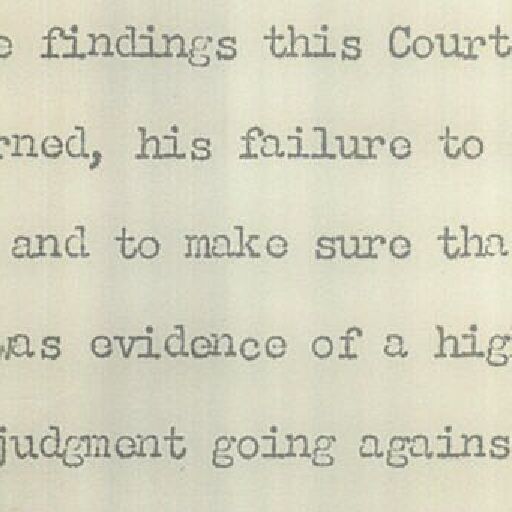 e findings this Court
rned, his failure to
and to make sure tha
was evidence of a hig
judgment going agains